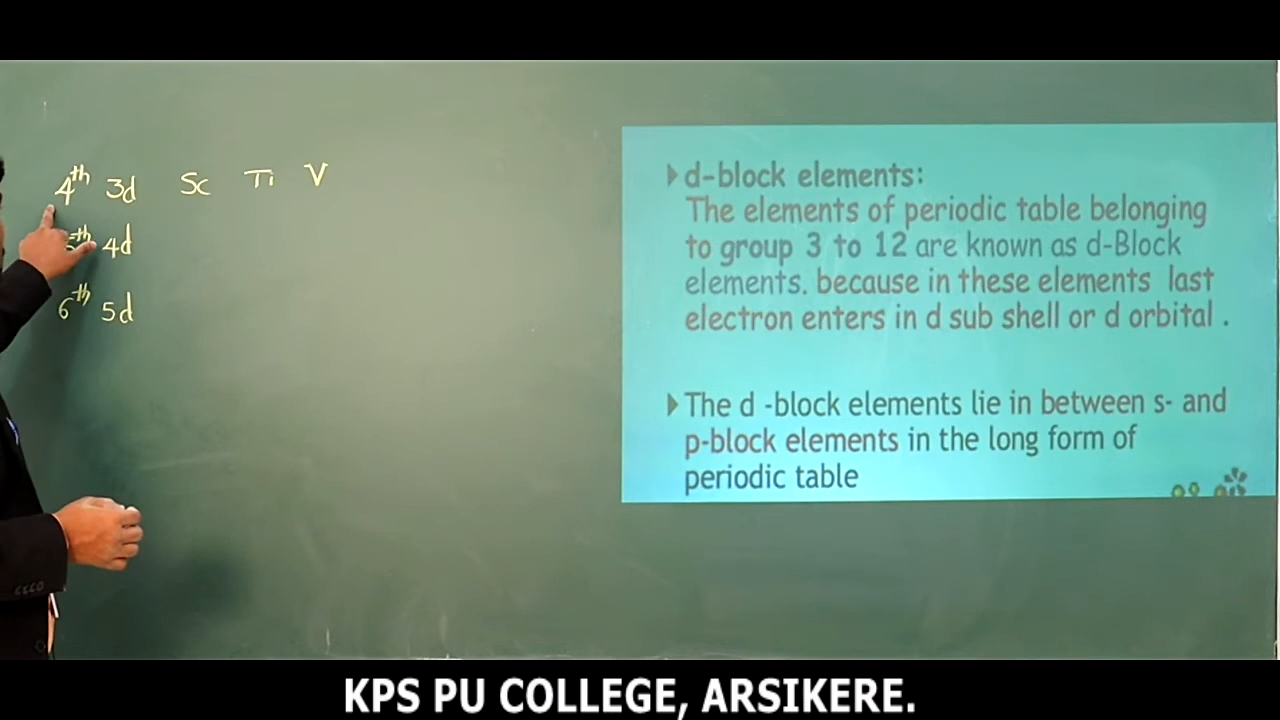 4th 3d Sc Ti V
5th 4d
6th 5d
d-block elements:
The elements of periodic table belonging
to group 3 to 12 are known as d-Block
elements. because in these elements last
electron enters in d sub shell or d orbital .
The d -block elements lie in between s- and
p-block elements in the long form of
periodic table
KPS PU COLLEGE, ARSIKERE.